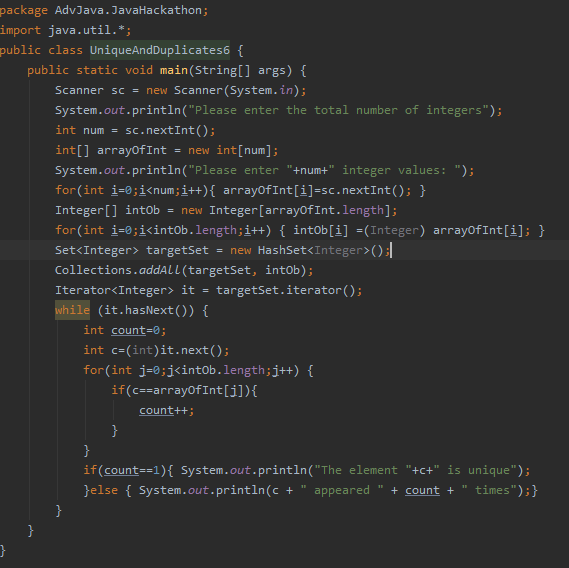 package AdvJava.JavaHackathon;
import java.util.*;
public class UniqueAndDuplicates6 {
    public static void main(String[] args) {
        Scanner sc = new Scanner(System.in);
        System.out.println("Please enter the total number of integers");
        int num = sc.nextInt();
        int[] arrayOfInt = new int[num];
        System.out.println("Please enter "+num+" integer values: ");
        for(int i=0;i<num;i++){ arrayOfInt[i]=sc.nextInt(); }
        Integer[] intOb = new Integer[arrayOfInt.length];
        for(int i=0;i<intOb.length;i++) { intOb[i] =(Integer) arrayOfInt[i]; }
        Set<Integer> targetSet = new HashSet<Integer>();
        Collections.addAll(targetSet, intOb);
        Iterator<Integer> it = targetSet.iterator();
        while (it.hasNext()) {
            int count=0;
            int c=(int)it.next();
            for(int j=0;j<intOb.length;j++) {
                if(c==arrayOfInt[j]){
                    count++;
                }
            }
            if(count==1){ System.out.println("The element "+c+" is unique");
            }else { System.out.println(c + " appeared " + count + " times");}
        }
    }
}